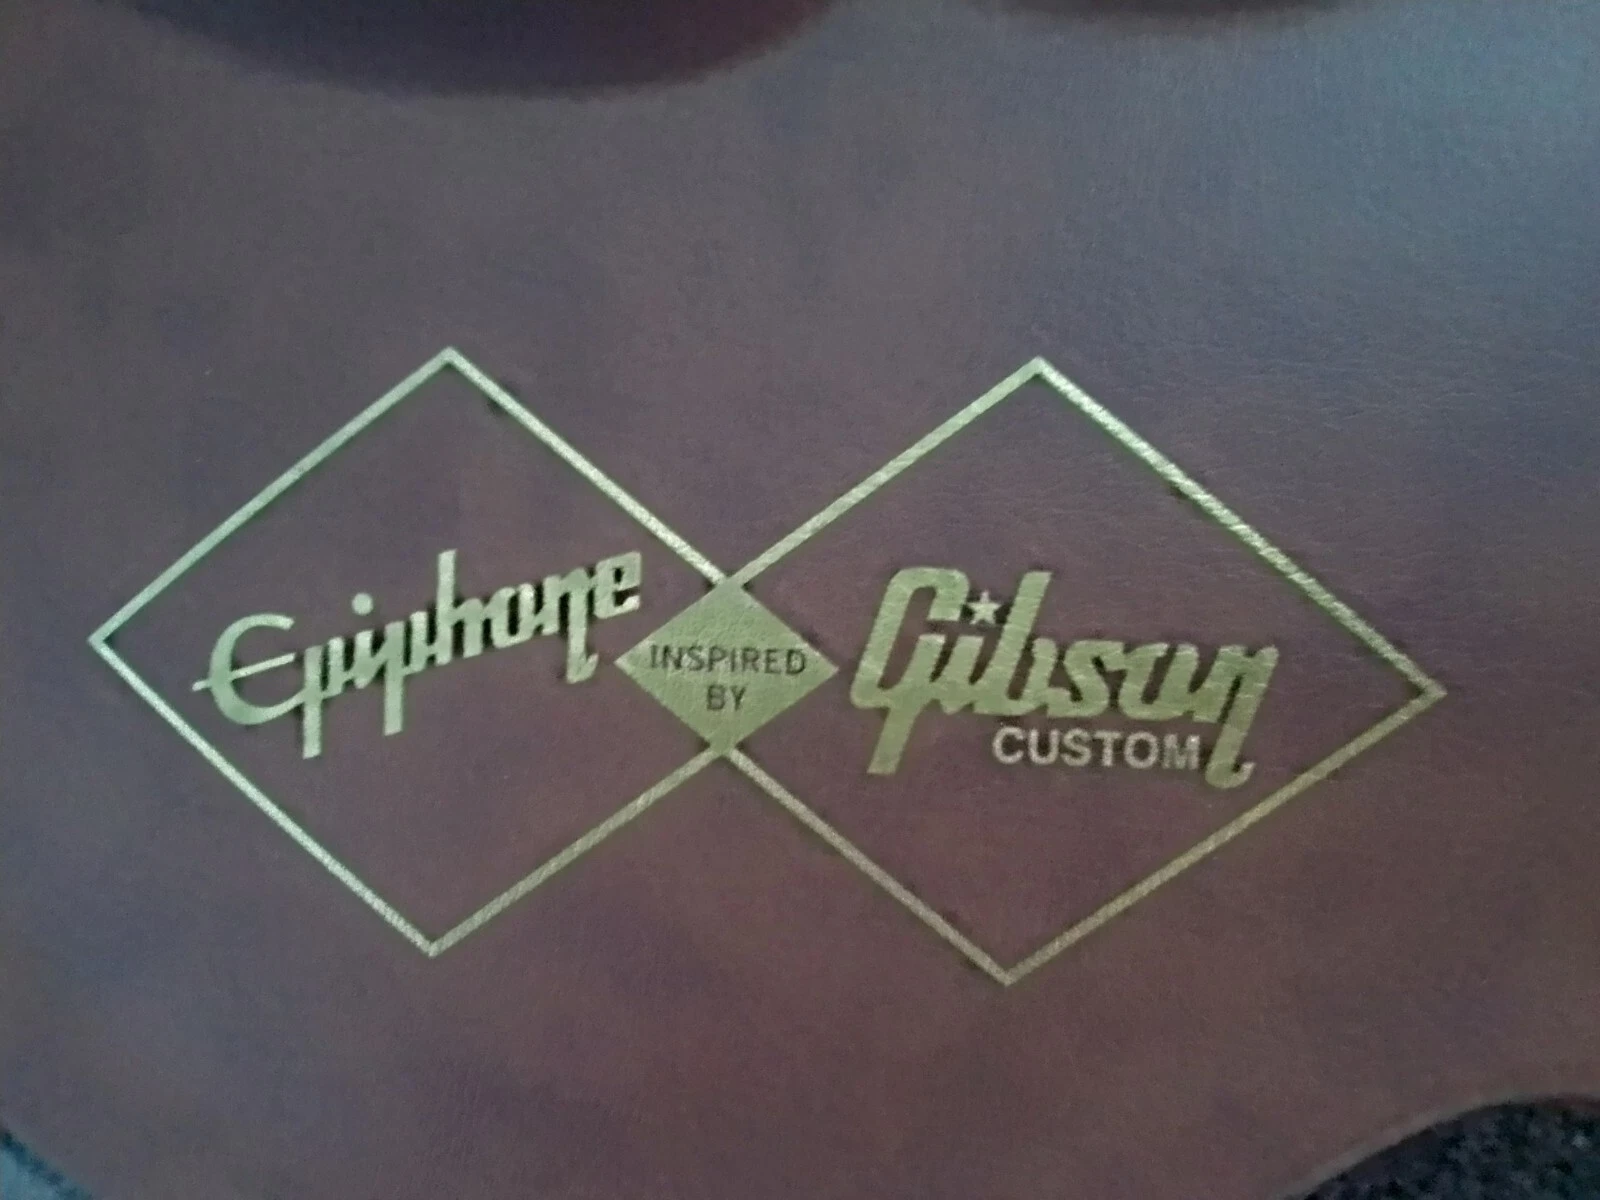 Epiphone
INSPIRED
BY
Gibson
CUSTOM